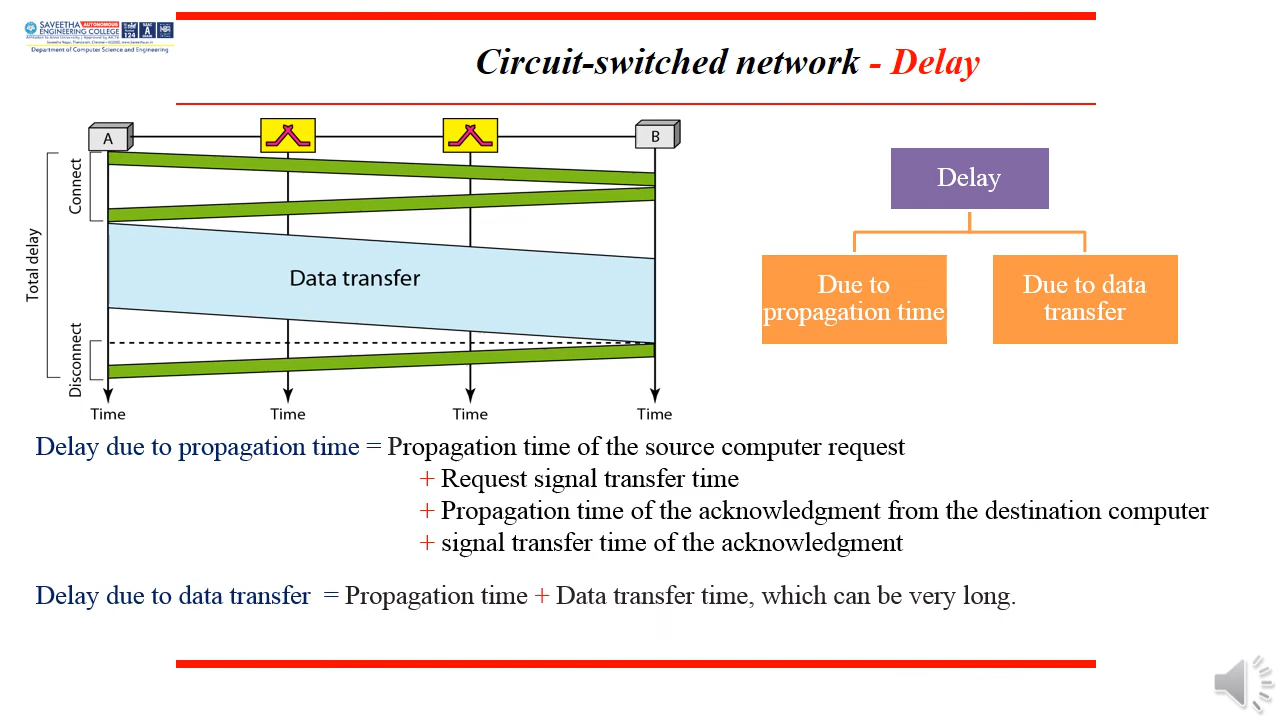 SAVEETHA AUTONOMOUS
ENGINEERING COLLEGE
Department of Computer Science and Engineering
Circuit-switched network - Delay
A
B
Connect
Total delay
Data transfer
Disconnect
Time
Time
Time
Time
Delay
Due to
propagation time
Due to data
transfer
Delay due to propagation time = Propagation time of the source computer request
+ Request signal transfer time
+ Propagation time of the acknowledgment from the destination computer
+ signal transfer time of the acknowledgment
Delay due to data transfer = Propagation time + Data transfer time, which can be very long.